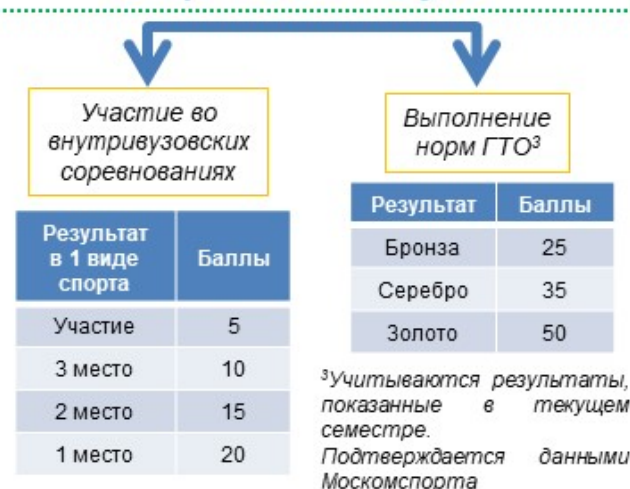 Участие во
внутривузовских
соревнованиях
Результат
в 1 виде
спорта
Баллы
Участие 5
3 место 10
2 место 15
1 место 20
Выполнение
норм ГТО³
Результат Баллы
Бронза 25
Серебро 35
Золото 50
³Учитываются результаты,
показанные в текущем
семестре.
Подтверждается данными
Москомспорта